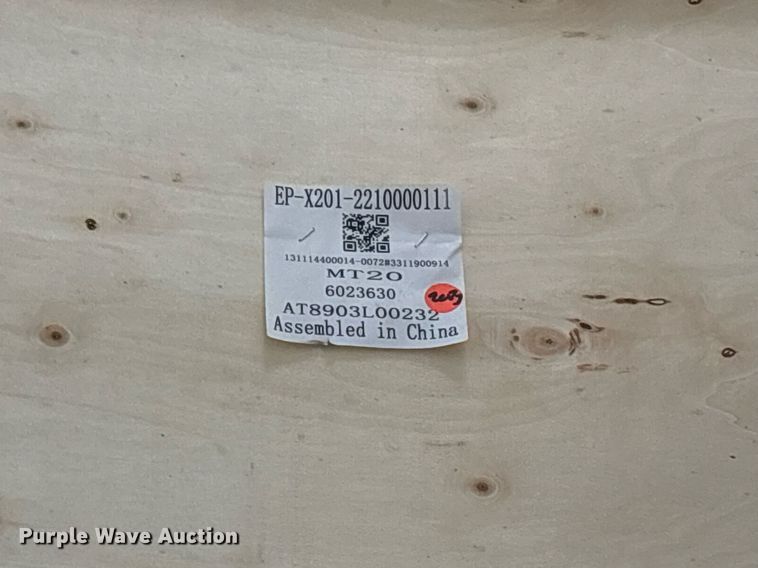 EP-X201-2210000111
131114400014-0072#3311900914
MT20
6023630
AT8903L00232
Assembled in China
Purple Wave Auction